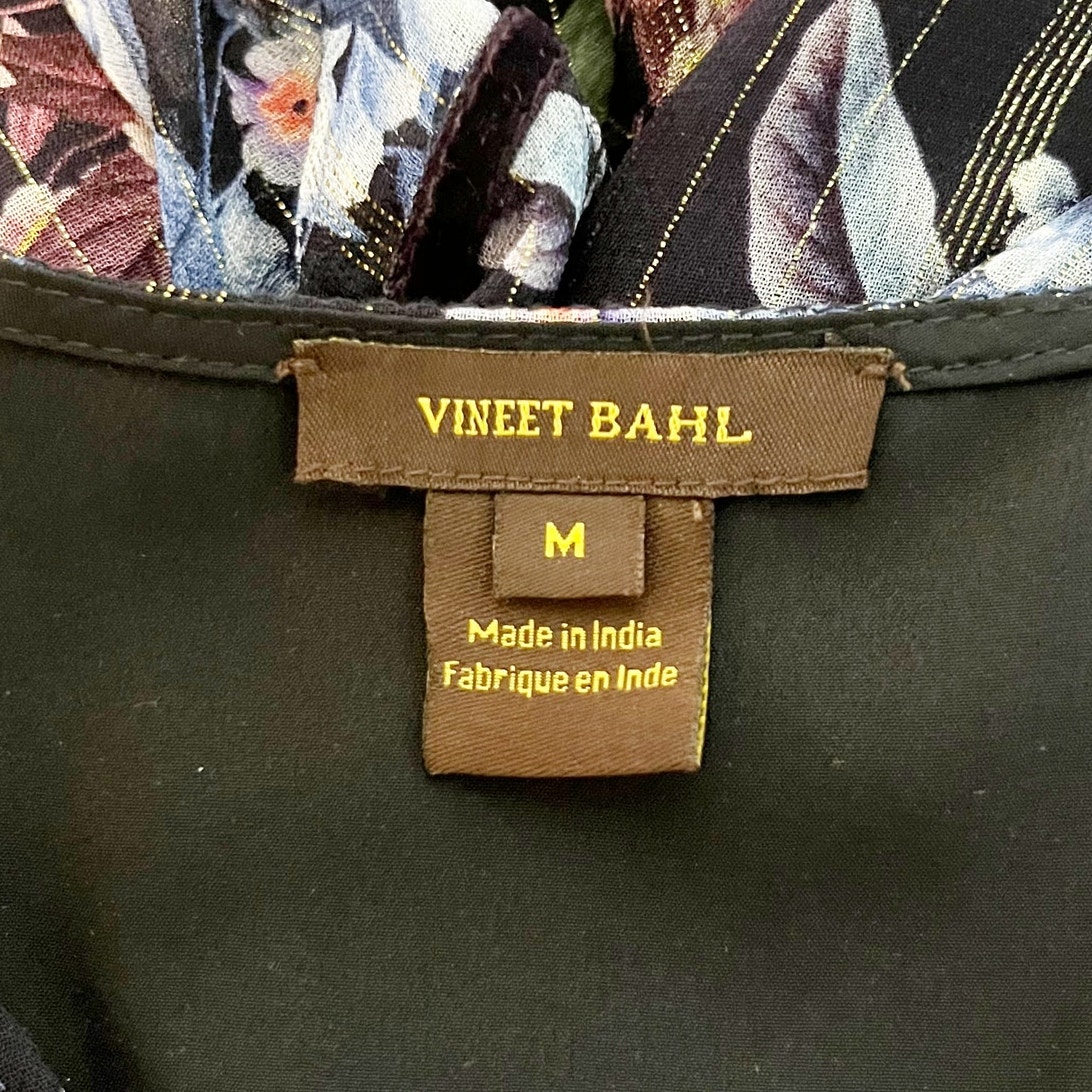 VINEET BAHL
M
Made in India
Fabrique en Inde